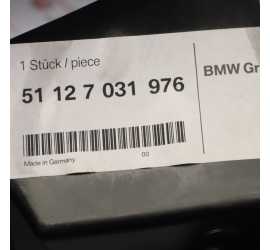 1 Stück / piece
51 12 7 031 976
BMW Gr
Made in Germany
00